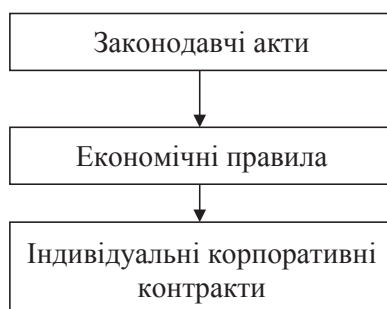 Законодавчі акти
Економічні правила
Індивідуальні корпоративні
контракти